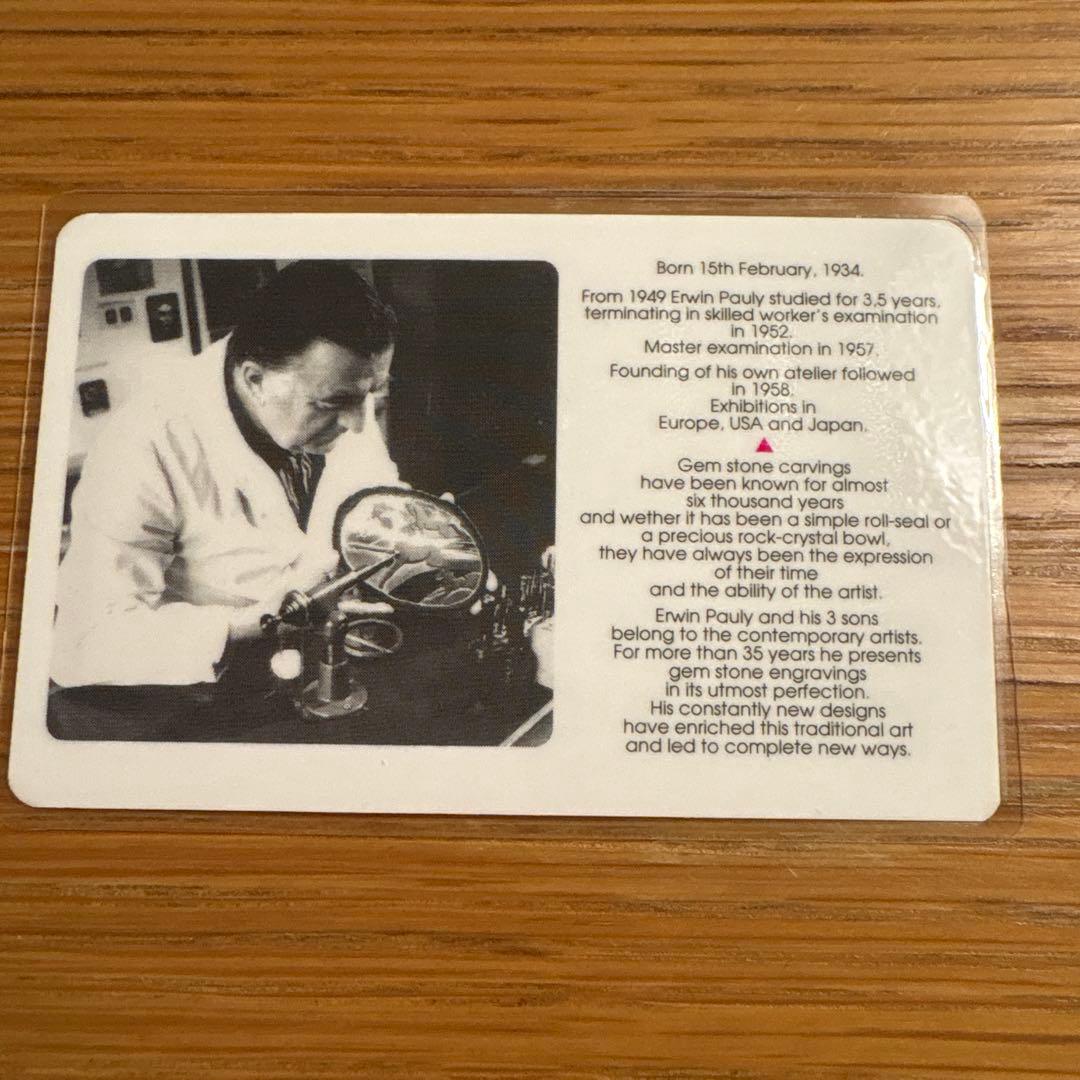 Born 15th February, 1934.
From 1949 Erwin Pauly studied for 3,5 years,
terminating in skilled worker's examination
in 1952.
Master examination in 1957.
Founding of his own atelier followed
in 1958.
Exhibitions in
Europe, USA and Japan.
Gem stone carvings
have been known for almost
six thousand years
and wether it has been a simple roll-seal or
a precious rock-crystal bowl,
they have always been the expression
of their time
and the ability of the artist.
Erwin Pauly and his 3 sons
belong to the contemporary artists.
For more than 35 years he presents
gem stone engravings
in its utmost perfection.
His constantly new designs
have enriched this traditional art
and led to complete new ways.